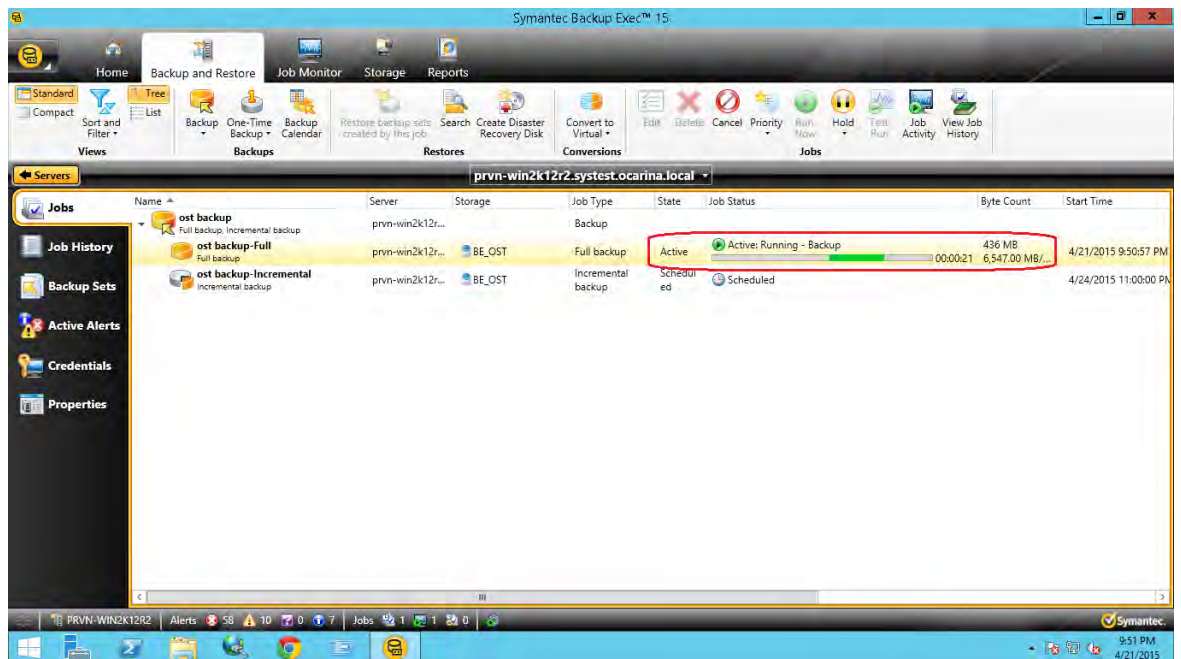 Symantec Backup Exec™ 15
Home Backup and Restore Job Monitor Storage Reports
Standard
Compact
Sort and Filter
Tree
List
Views
Backup
One-Time Backup
Backup Calendar
Backups
Restore backup sets created by this job
Search
Create Disaster Recovery Disk
Restores
Convert to Virtual
Conversions
Edit
Delete
Cancel
Priority
Run Now
Hold
Test Run
Job Activity
View Job History
Jobs
Servers
prvn-win2k12r2.systest.ocarina.local
Jobs
Job History
Backup Sets
Active Alerts
Credentials
Properties
Name Server Storage Job Type State Job Status Byte Count Start Time
ost backup
Full backup, Incremental backup
prvn-win2k12r... Backup
ost backup-Full
Full backup
prvn-win2k12r... BE_OST Full backup Active Active: Running - Backup 436 MB
00:00:21 6,547.00 MB/... 4/21/2015 9:50:57 PM
ost backup-Incremental
Incremental backup
prvn-win2k12r... BE_OST Incremental backup Scheduled Scheduled 4/24/2015 11:00:00 PM
PRVN-WIN2K12R2 Alerts 58 10 0 7 Jobs 1 1 0
Symantec.
9:51 PM
4/21/2015